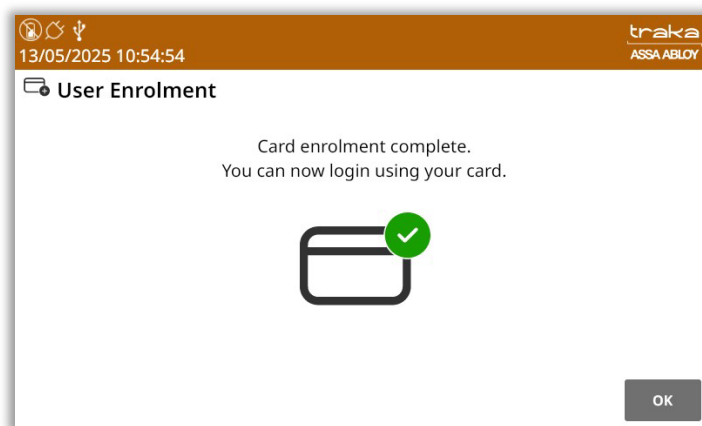 traka
13/05/2025 10:54:54
ASSA ABLOY
User Enrolment
Card enrolment complete.
You can now login using your card.
OK